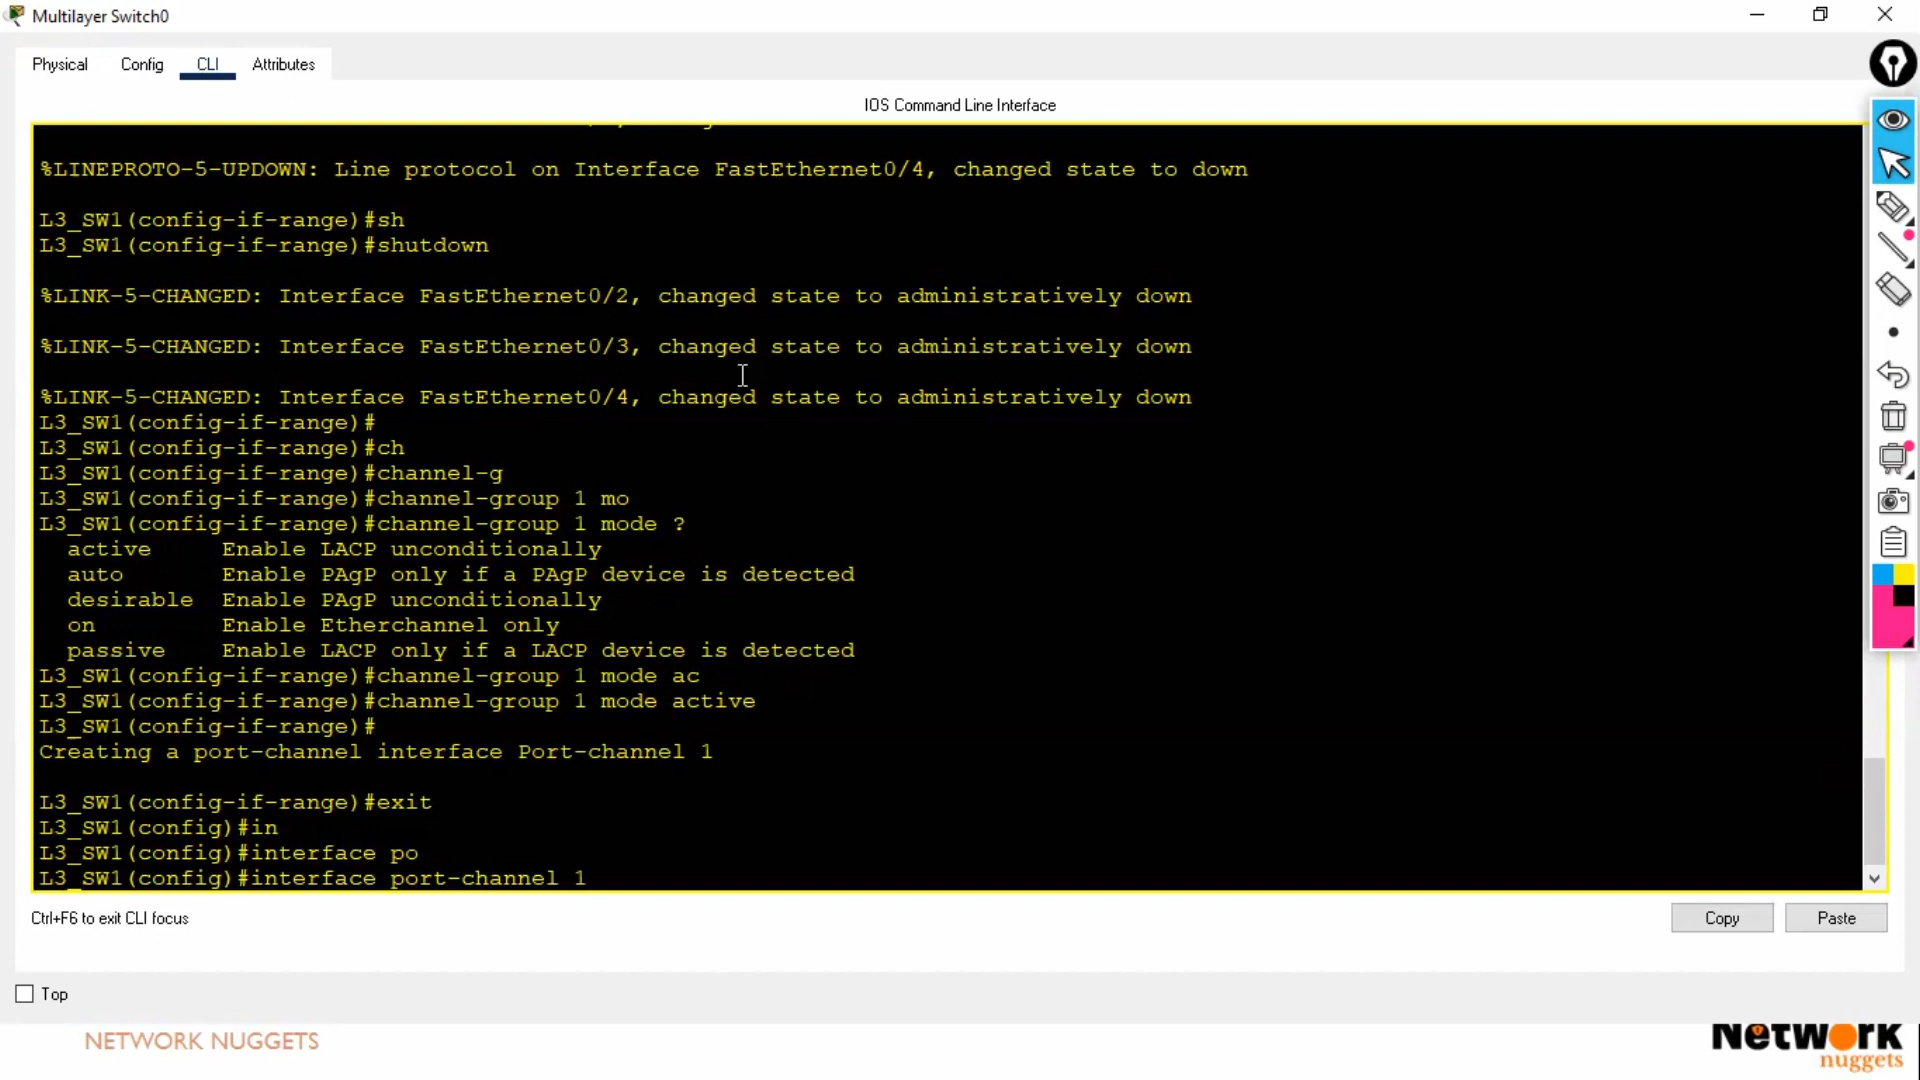 Multilayer Switch0
Physical Config CLI Attributes
IOS Command Line Interface
%LINEPROTO-5-UPDOWN: Line protocol on Interface FastEthernet0/4, changed state to down
L3_SW1(config-if-range)#sh
L3_SW1(config-if-range)#shutdown
%LINK-5-CHANGED: Interface FastEthernet0/2, changed state to administratively down
%LINK-5-CHANGED: Interface FastEthernet0/3, changed state to administratively down
%LINK-5-CHANGED: Interface FastEthernet0/4, changed state to administratively down
L3_SW1(config-if-range)#
L3_SW1(config-if-range)#ch
L3_SW1(config-if-range)#channel-g
L3_SW1(config-if-range)#channel-group 1 mo
L3_SW1(config-if-range)#channel-group 1 mode ?
active Enable LACP unconditionally
auto Enable PAgP only if a PAgP device is detected
desirable Enable PAgP unconditionally
on Enable Etherchannel only
passive Enable LACP only if a LACP device is detected
L3_SW1(config-if-range)#channel-group 1 mode ac
L3_SW1(config-if-range)#channel-group 1 mode active
L3_SW1(config-if-range)#
Creating a port-channel interface Port-channel 1
L3_SW1(config-if-range)#exit
L3_SW1(config)#in
L3_SW1(config)#interface po
L3_SW1(config)#interface port-channel 1
Ctrl+F6 to exit CLI focus
Copy Paste
Top
NETWORK NUGGETS
Network
nuggets